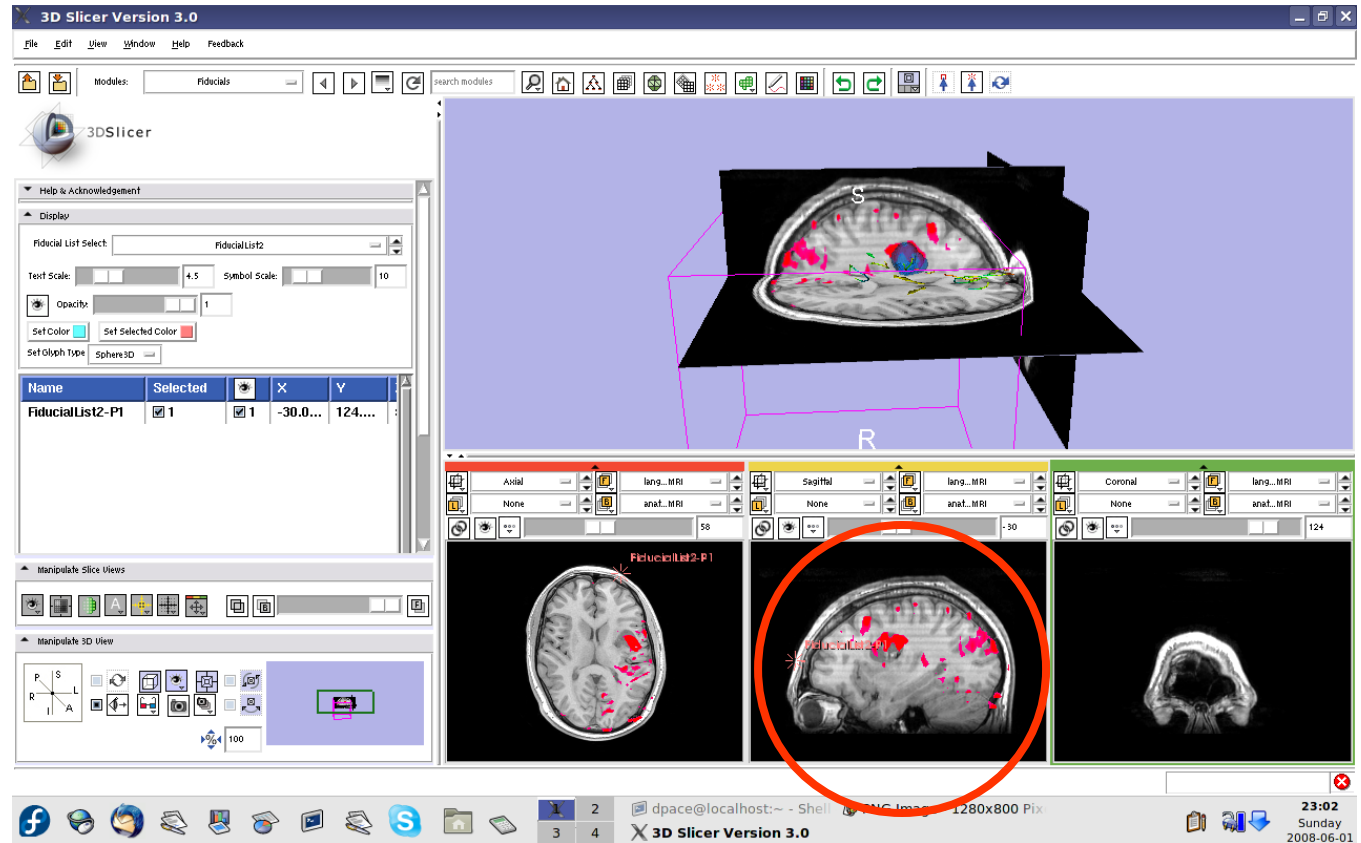 3D Slicer Version 3.0
File Edit View Window Help Feedback
Modules: Fiducials search modules
3DSlicer
Help & Acknowledgement
Display
Fiducial List Select: FiducialList2
Text Scale: 4.5 Symbol Scale: 10
Opacity: 1
Set Color Set Selected Color
Set Glyph Type Sphere3D
Name Selected X Y
FiducialList2-P1 1 1 -30.0... 124....
Manipulate Slice Views
Manipulate 3D View
P S
R L
I A
100
S
R
Axial lang...MRI
None anat...MRI
58
FiducialList2-P1
Sagittal lang...MRI
None anat...MRI
-30
FiducialList2-P1
Coronal lang...MRI
None anat...MRI
124
1 2
3 4
dpace@localhost:~ - Shell
1280x800 Pix
3D Slicer Version 3.0
23:02
Sunday
2008-06-01